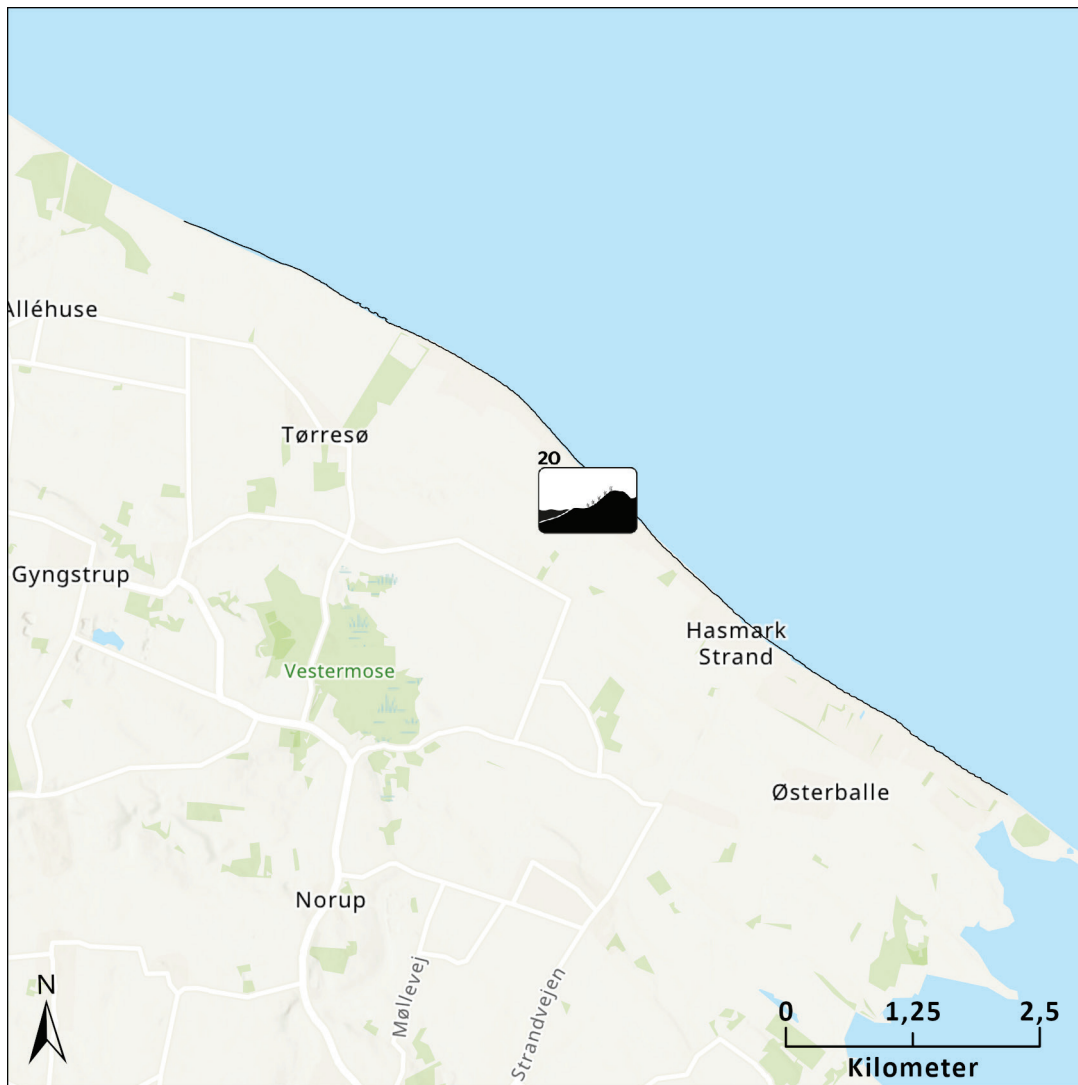 Alléhuse
Tørresø
20
Gyngstrup
Hasmark
Strand
Vestermose
Østerballe
Norup
Møllevej
Strandvejen
N
0 1,25 2,5
Kilometer